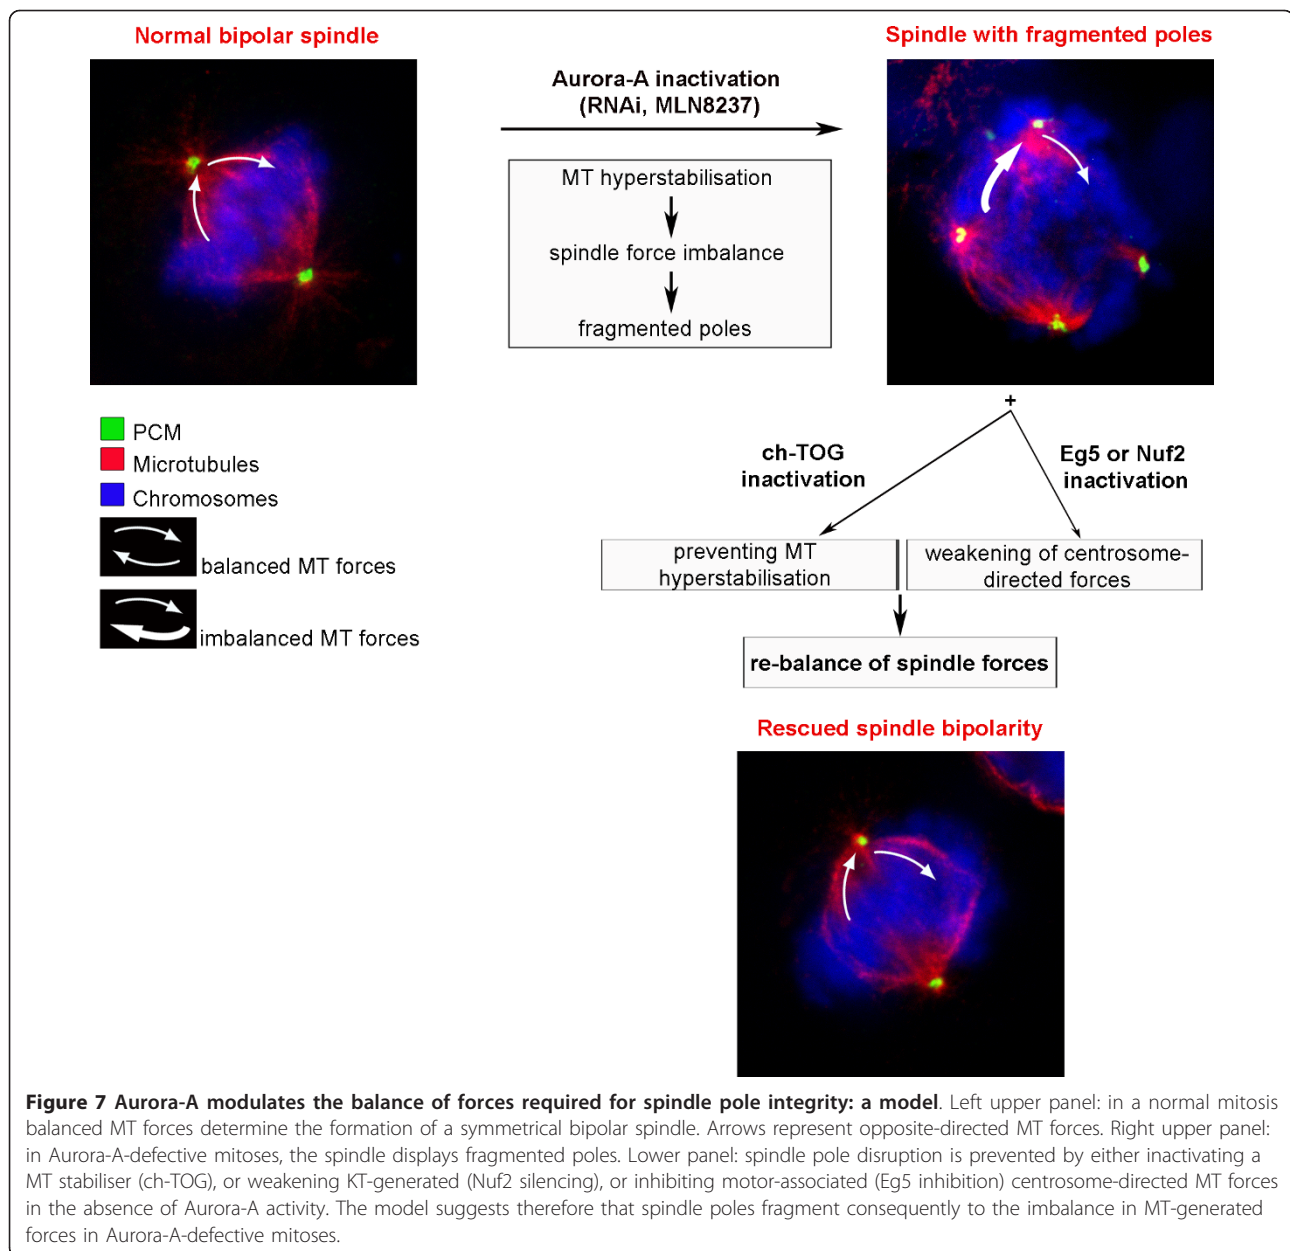 Normal bipolar spindle
Spindle with fragmented poles
Aurora-A inactivation
(RNAi, MLN8237)
MT hyperstabilisation
spindle force imbalance
fragmented poles
PCM
Microtubules
Chromosomes
balanced MT forces
imbalanced MT forces
+
ch-TOG
inactivation
Eg5 or Nuf2
inactivation
preventing MT
hyperstabilisation
weakening of centrosome-
directed forces
re-balance of spindle forces
Rescued spindle bipolarity
Figure 7 Aurora-A modulates the balance of forces required for spindle pole integrity: a model. Left upper panel: in a normal mitosis
balanced MT forces determine the formation of a symmetrical bipolar spindle. Arrows represent opposite-directed MT forces. Right upper panel:
in Aurora-A-defective mitoses, the spindle displays fragmented poles. Lower panel: spindle pole disruption is prevented by either inactivating a
MT stabiliser (ch-TOG), or weakening KT-generated (Nuf2 silencing), or inhibiting motor-associated (Eg5 inhibition) centrosome-directed MT forces
in the absence of Aurora-A activity. The model suggests therefore that spindle poles fragment consequently to the imbalance in MT-generated
forces in Aurora-A-defective mitoses.